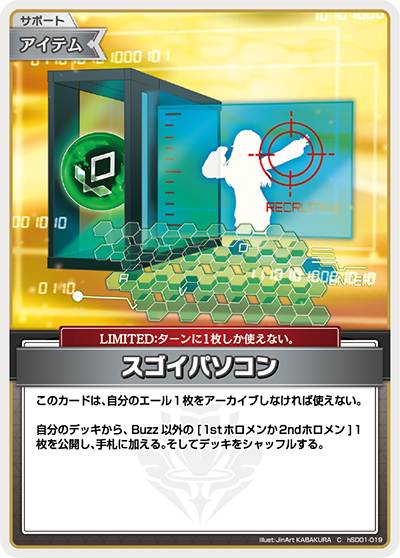 サポート
アイテム
1010
RECRUITING
001010
0110
ENTER
LIMITED:ターンに1枚しか使えない。
スゴイパソコン
このカードは、自分のエール1枚をアーカイブしなければ使えない。
自分のデッキから、Buzz以外の[1stホロメンか2ndホロメン]1
枚を公開し、手札に加える。そしてデッキをシャッフルする。
Illust:JinArt KABAKURA C hSD01-019